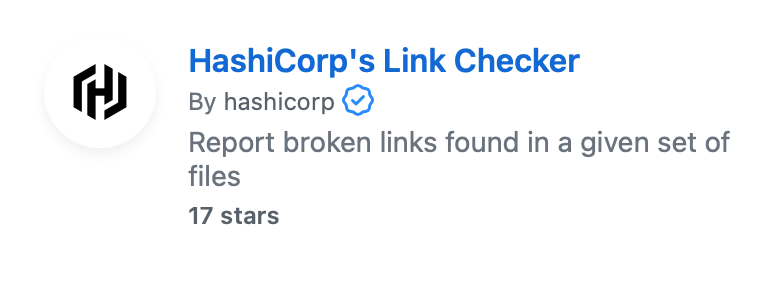 HashiCorp's Link Checker
By hashicorp
Report broken links found in a given set of
files
17 stars